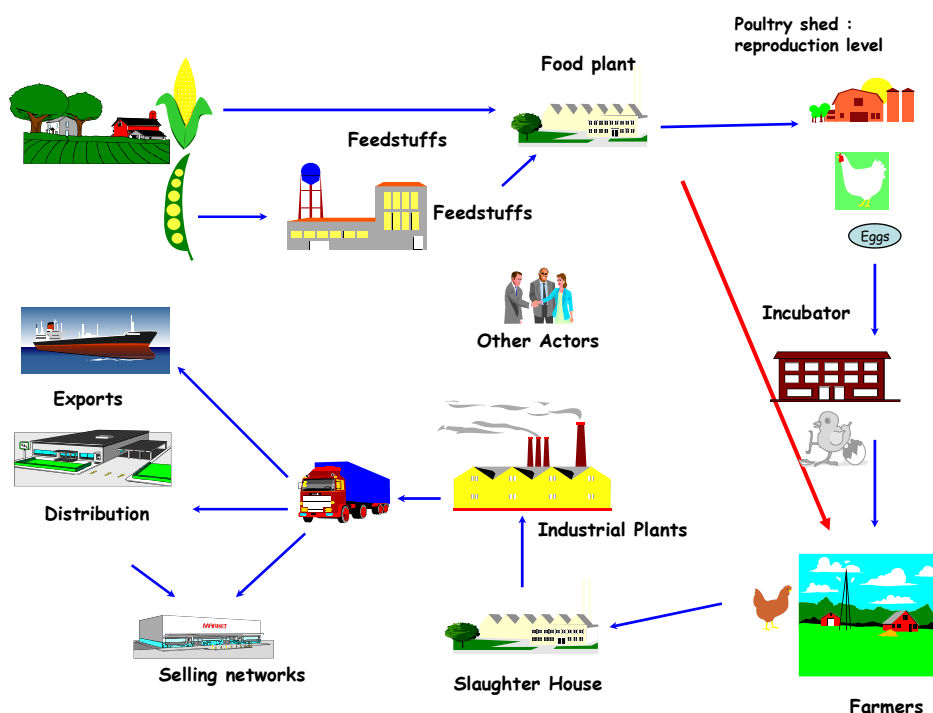 Poultry shed :
reproduction level
Food plant
Feedstuffs
Feedstuffs
Eggs
Incubator
Other Actors
Exports
Distribution
Industrial Plants
MARKET
Selling networks
Slaughter House
Farmers